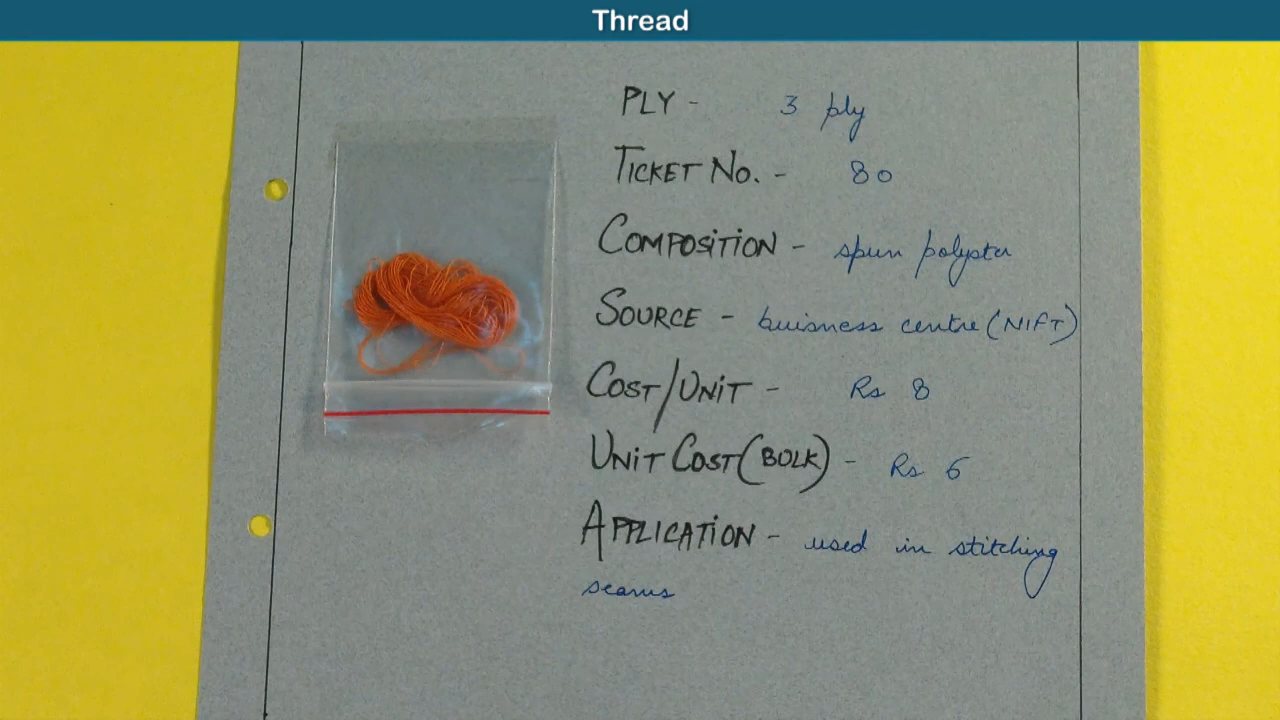 Thread
PLY - 3 ply
TICKET No. - 80
COMPOSITION - spun polyster
SOURCE - buisness centre (NIFT)
COST/UNIT - Rs 8
UNIT COST (BULK) - Rs 6
APPLICATION - used in stitching
seams